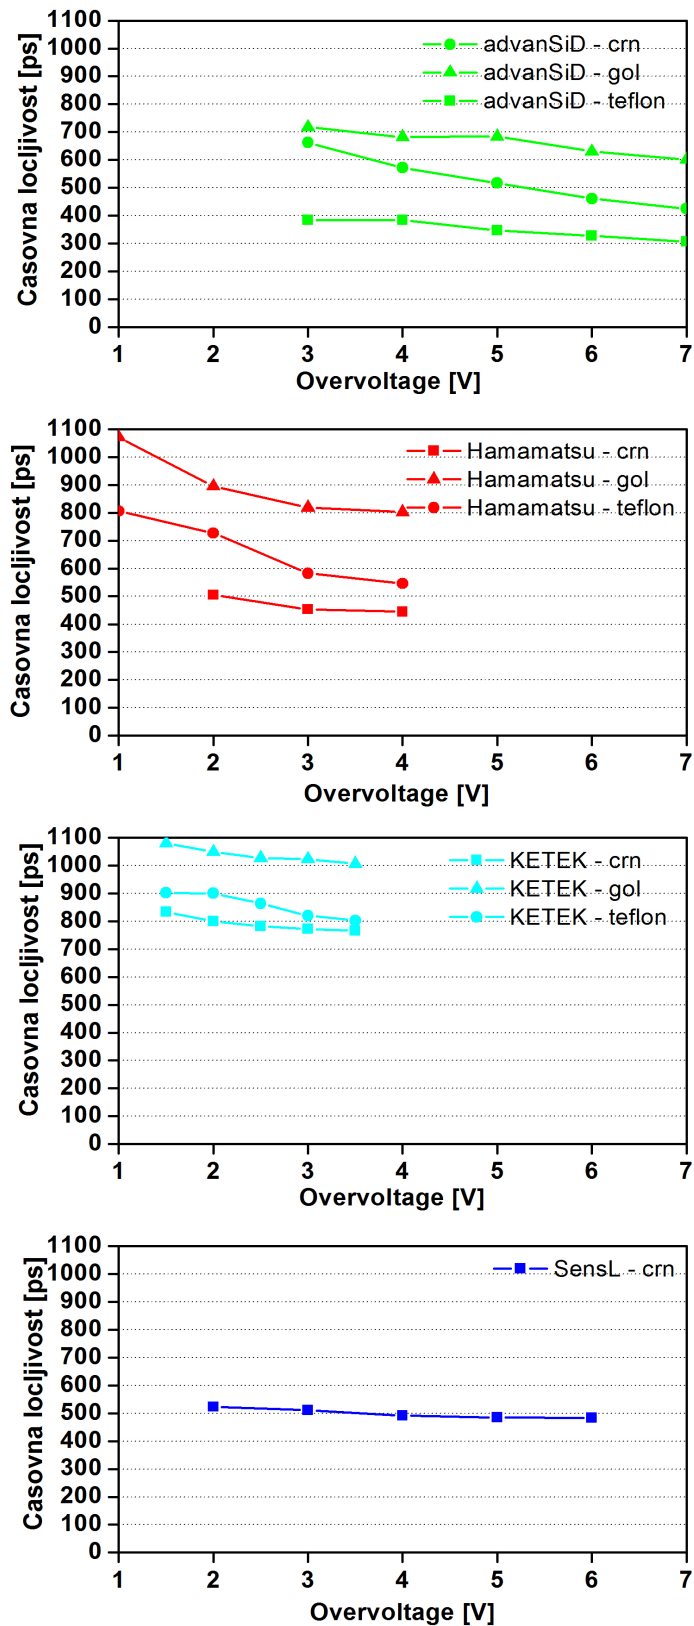 1100
1000
900
800
700
600
500
400
300
200
100
0
Casovna locljivost [ps]
advanSiD - crn
advanSiD - gol
advanSiD - teflon
1 2 3 4 5 6 7
Overvoltage [V]
1100
1000
900
800
700
600
500
400
300
200
100
0
Casovna locljivost [ps]
Hamamatsu - crn
Hamamatsu - gol
Hamamatsu - teflon
1 2 3 4 5 6 7
Overvoltage [V]
1100
1000
900
800
700
600
500
400
300
200
100
0
Casovna locljivost [ps]
KETEK - crn
KETEK - gol
KETEK - teflon
1 2 3 4 5 6 7
Overvoltage [V]
1100
1000
900
800
700
600
500
400
300
200
100
0
Casovna locljivost [ps]
SensL - crn
1 2 3 4 5 6 7
Overvoltage [V]